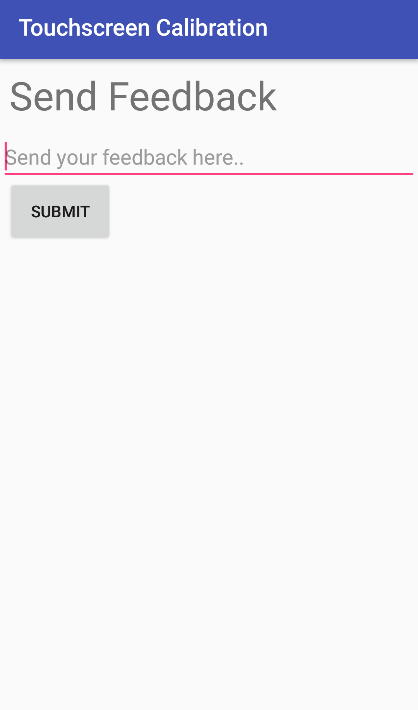 Touchscreen Calibration
Send Feedback
Send your feedback here..
SUBMIT